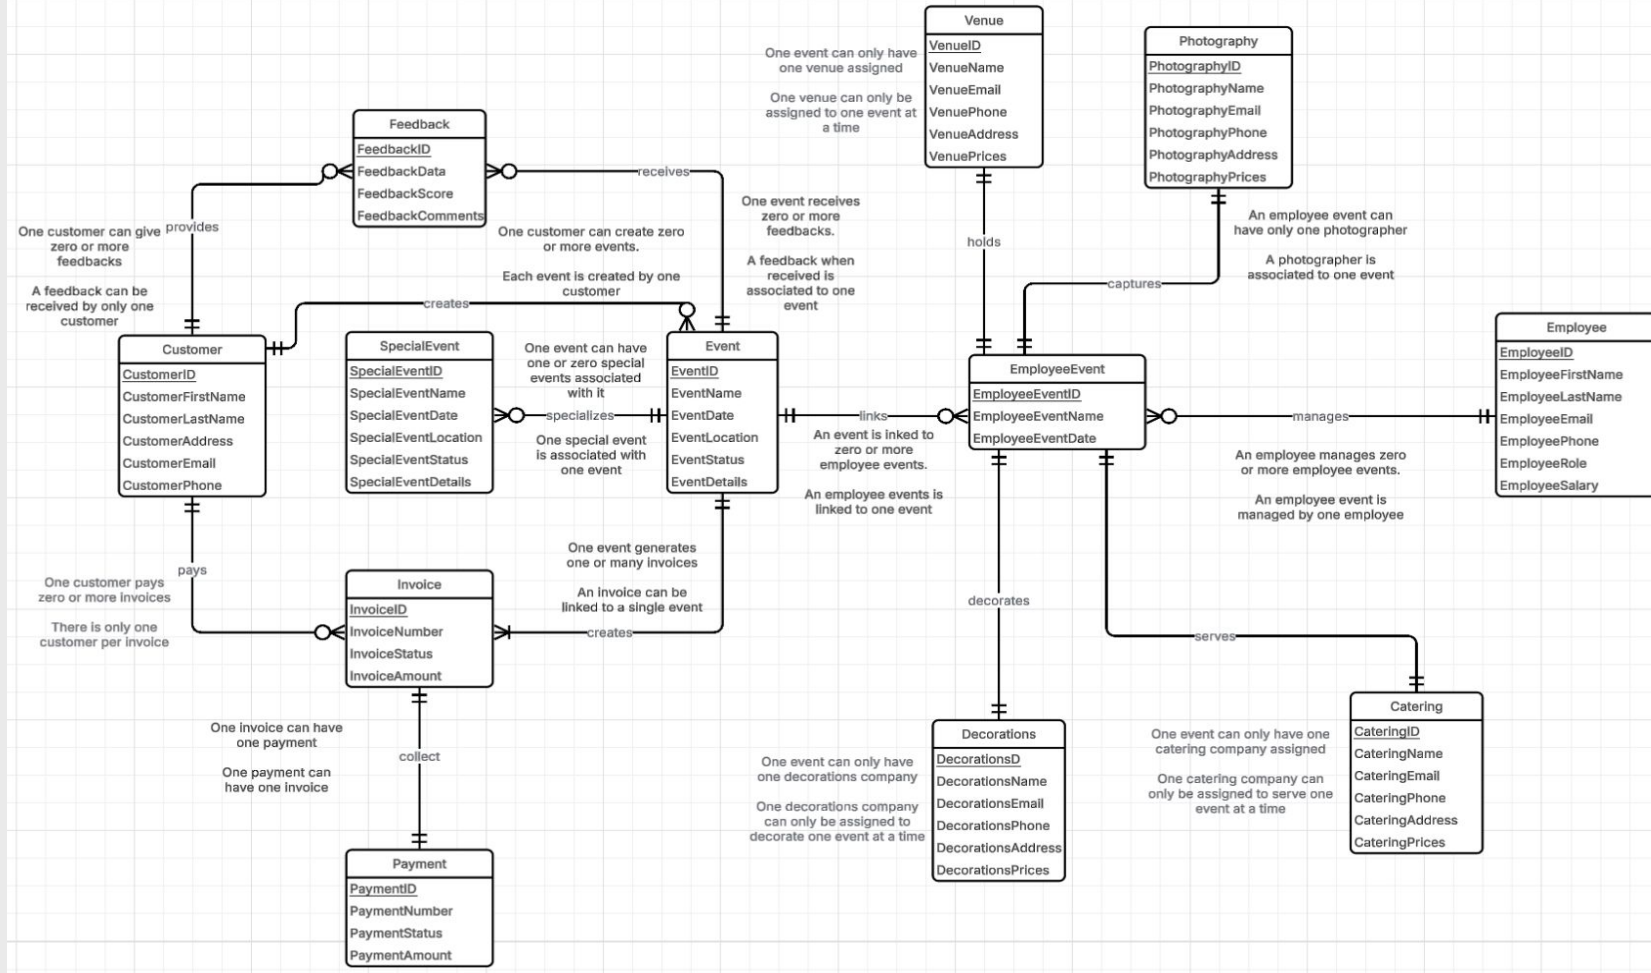 Venue
VenueID
VenueName
VenueEmail
VenuePhone
VenueAddress
VenuePrices
One event can only have
one venue assigned
One venue can only be
assigned to one event at
a time
Photography
PhotographyID
PhotographyName
PhotographyEmail
PhotographyPhone
PhotographyAddress
PhotographyPrices
Feedback
FeedbackID
FeedbackData
FeedbackScore
FeedbackComments
receives
provides
One customer can give
zero or more
feedbacks
A feedback can be
received by only one
customer
One customer can create zero
or more events.
Each event is created by one
customer
creates
One event receives
zero or more
feedbacks.
A feedback when
received is
associated to one
event
holds
captures
An employee event can
have only one photographer
A photographer is
associated to one event
Customer
CustomerID
CustomerFirstName
CustomerLastName
CustomerAddress
CustomerEmail
CustomerPhone
SpecialEvent
SpecialEventID
SpecialEventName
SpecialEventDate
SpecialEventLocation
SpecialEventStatus
SpecialEventDetails
One event can have
one or zero special
events associated
with it
specializes
One special event
is associated with
one event
Event
EventID
EventName
EventDate
EventLocation
EventStatus
EventDetails
links
An event is inked to
zero or more
employee events.
An employee events is
linked to one event
EmployeeEvent
EmployeeEventID
EmployeeEventName
EmployeeEventDate
manages
An employee manages zero
or more employee events.
An employee event is
managed by one employee
Employee
EmployeeID
EmployeeFirstName
EmployeeLastName
EmployeeEmail
EmployeePhone
EmployeeRole
EmployeeSalary
pays
One customer pays
zero or more invoices
There is only one
customer per invoice
Invoice
InvoiceID
InvoiceNumber
InvoiceStatus
InvoiceAmount
One event generates
one or many invoices
An invoice can be
linked to a single event
creates
decorates
serves
One invoice can have
one payment
One payment can
have one invoice
collect
Payment
PaymentID
PaymentNumber
PaymentStatus
PaymentAmount
One event can only have
one decorations company
One decorations company
can only be assigned to
decorate one event at a time
Decorations
DecorationsD
DecorationsName
DecorationsEmail
DecorationsPhone
DecorationsAddress
DecorationsPrices
One event can only have one
catering company assigned
One catering company can
only be assigned to serve one
event at a time
Catering
CateringID
CateringName
CateringEmail
CateringPhone
CateringAddress
CateringPrices